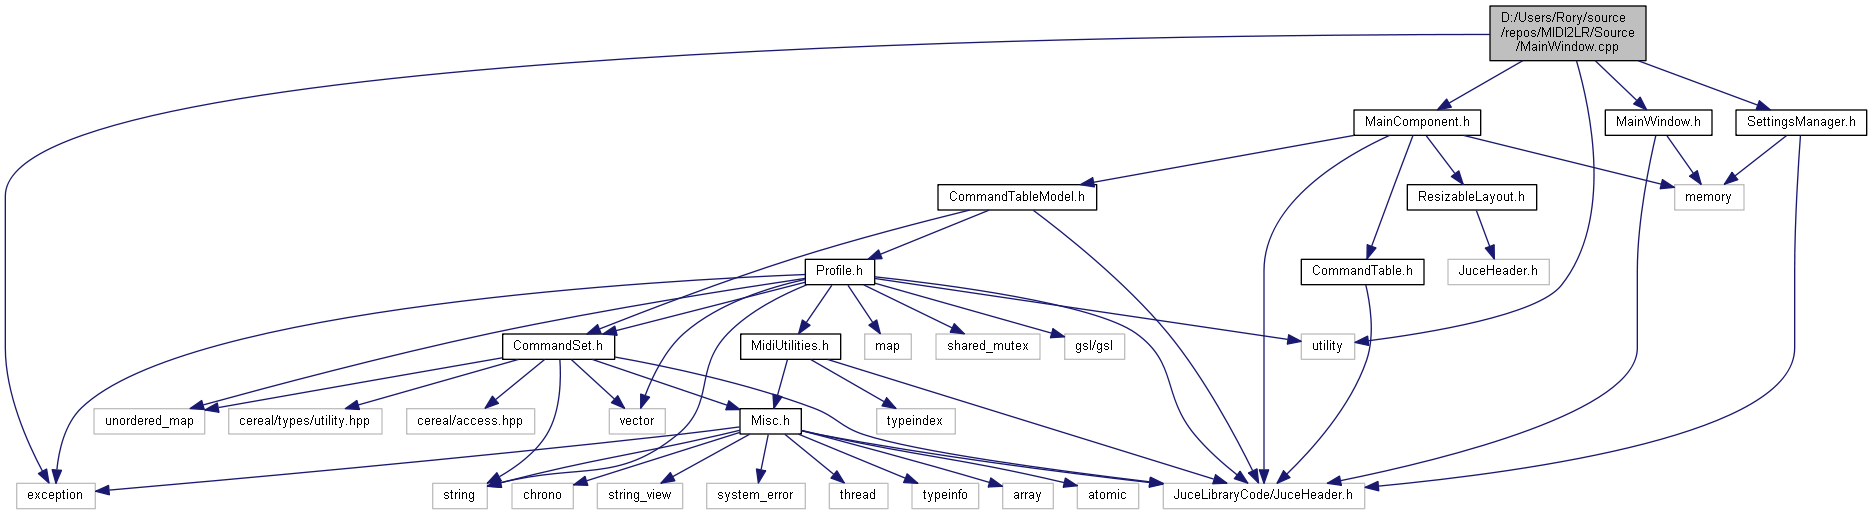 D:/Users/Rory/source
/repos/MIDI2LR/Source
/MainWindow.cpp
MainComponent.h
MainWindow.h
SettingsManager.h
CommandTableModel.h
ResizableLayout.h
memory
Profile.h
CommandTable.h
JuceHeader.h
CommandSet.h
MidiUtilities.h
map
shared_mutex
gsl/gsl
utility
unordered_map
cereal/types/utility.hpp
cereal/access.hpp
vector
Misc.h
typeindex
exception
string
chrono
string_view
system_error
thread
typeinfo
array
atomic
JuceLibraryCode/JuceHeader.h